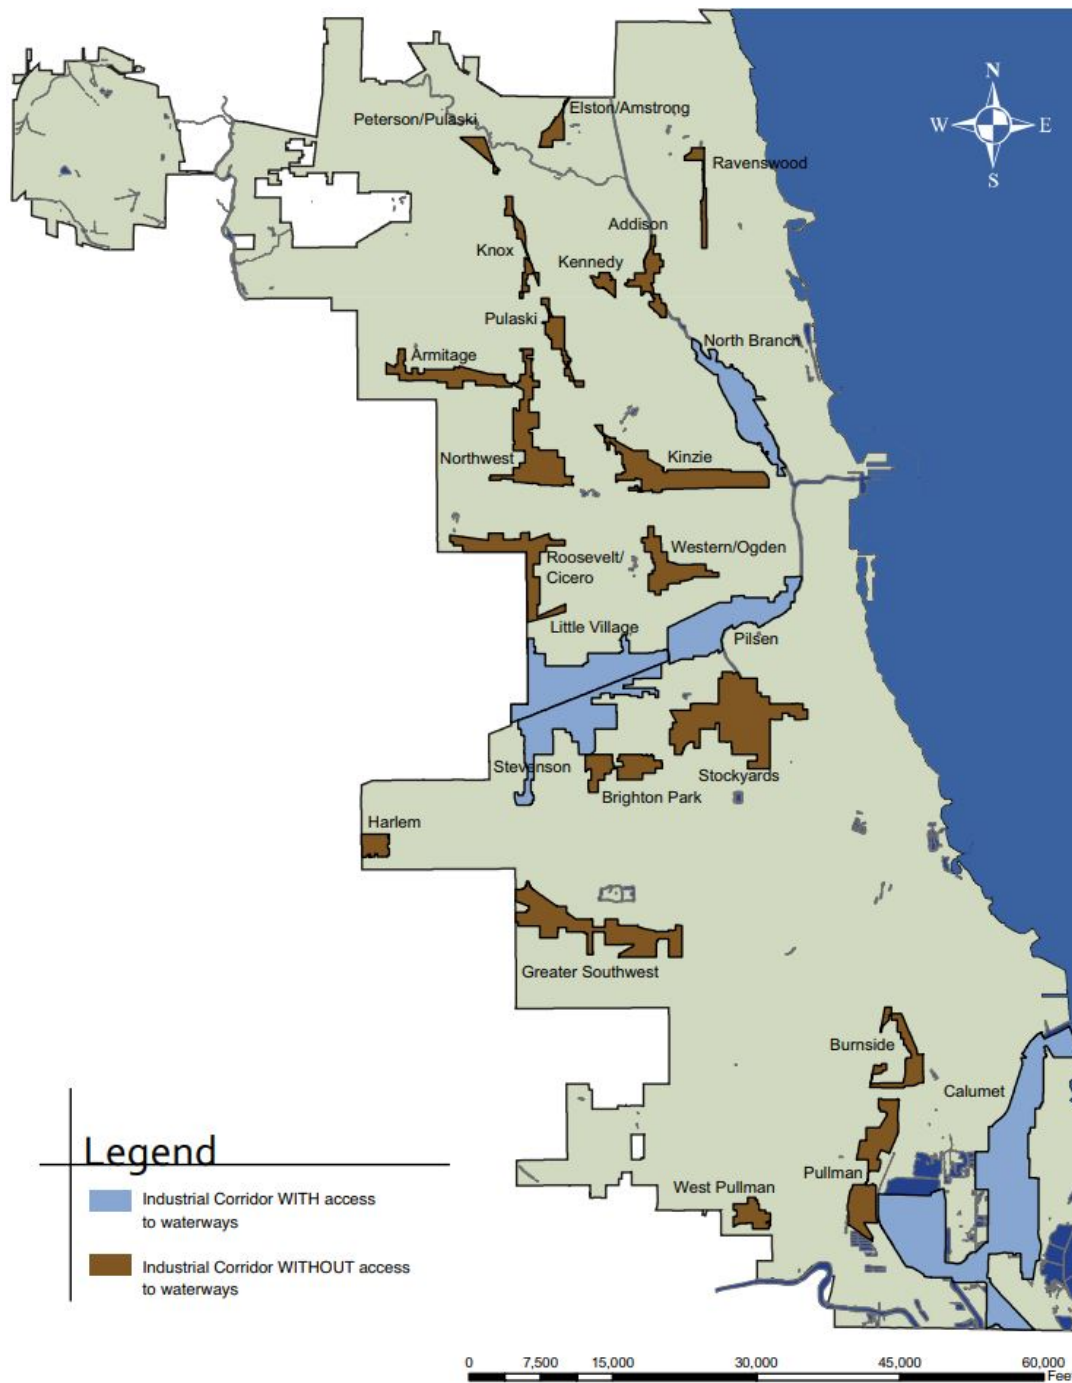 N
W E
S
Elston/Amstrong
Peterson/Pulaski
Ravenswood
Addison
Knox
Kennedy
Pulaski
North Branch
Armitage
Northwest
Kinzie
Roosevelt/
Cicero
Western/Ogden
Little Village
Pilsen
Stevenson
Stockyards
Brighton Park
Harlem
Greater Southwest
Burnside
Calumet
Pullman
West Pullman
Legend
Industrial Corridor WITH access
to waterways
Industrial Corridor WITHOUT access
to waterways
0 7,500 15,000 30,000 45,000 60,000
Feet